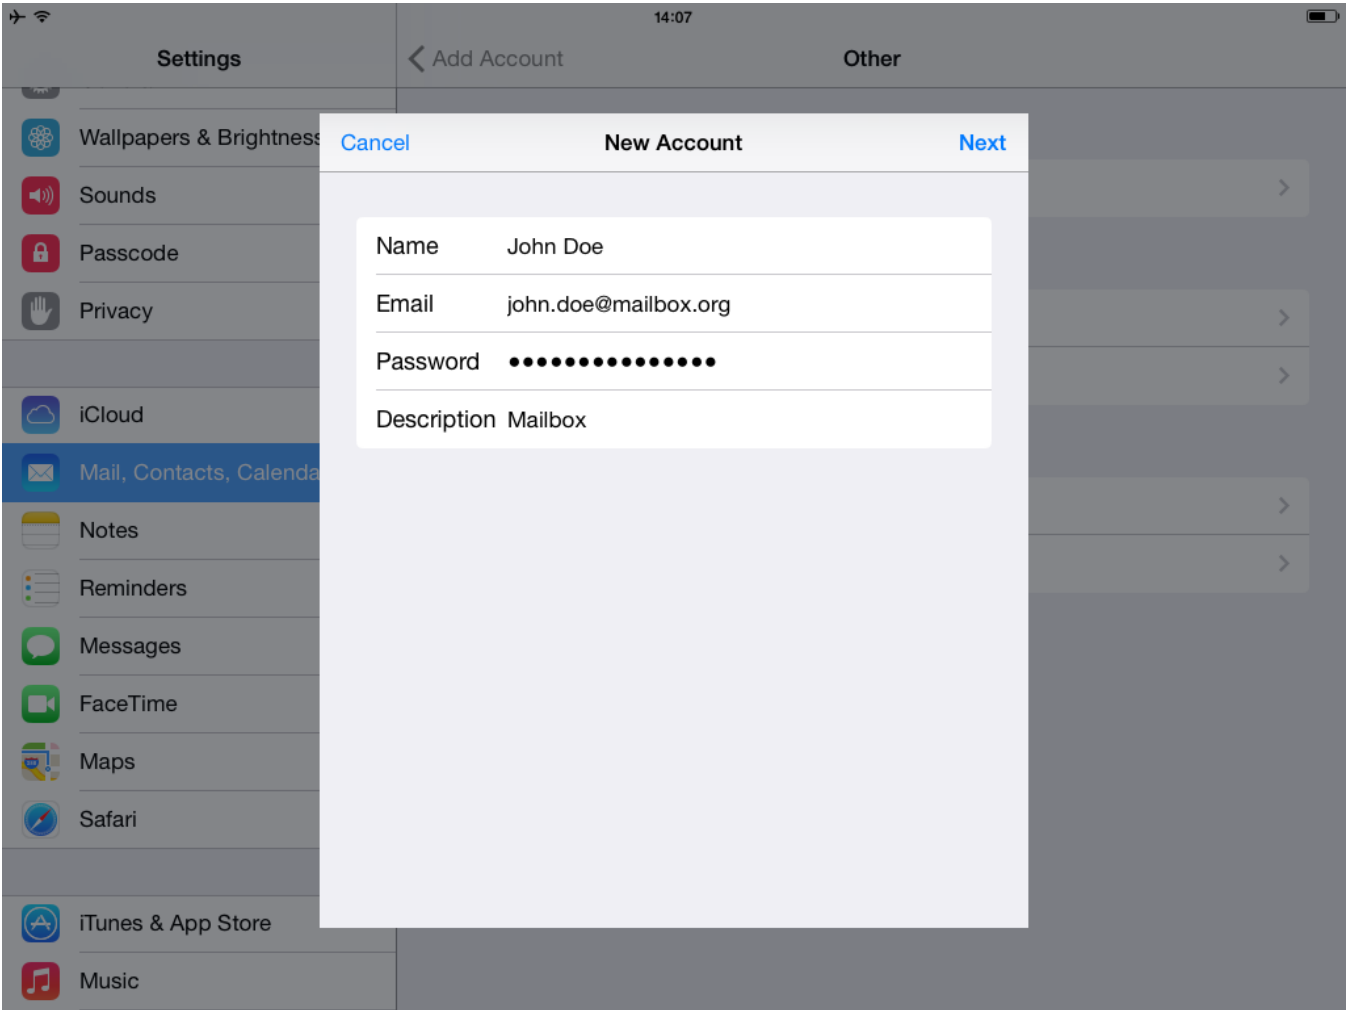 14:07
Settings
Add Account
Other
Wallpapers & Brightness
Sounds
Passcode
Privacy
iCloud
Mail, Contacts, Calenda
Notes
Reminders
Messages
FaceTime
Maps
Safari
iTunes & App Store
Music
Cancel
New Account
Next
Name John Doe
Email john.doe@mailbox.org
Password ●●●●●●●●●●●●●●●
Description Mailbox